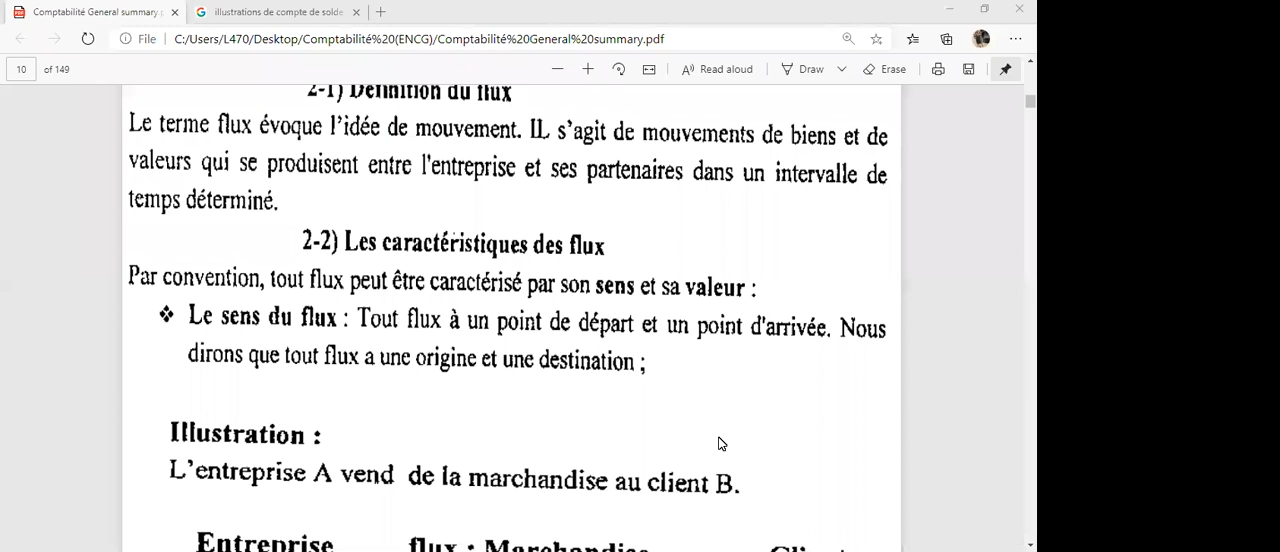 Comptabilité General summary.
illustrations de compte de solde
File C:/Users/L470/Desktop/Comptabilité%20(ENCG)/Comptabilité%20General%20summary.pdf
10 of 149 Read aloud Draw Erase
2-1) Définition du flux
Le terme flux évoque l'idée de mouvement. IL s'agit de mouvements de biens et de
valeurs qui se produisent entre l'entreprise et ses partenaires dans un intervalle de
temps déterminé.
2-2) Les caractéristiques des flux
Par convention, tout flux peut être caractérisé par son sens et sa valeur :
❖ Le sens du flux : Tout flux à un point de départ et un point d'arrivée. Nous
dirons que tout flux a une origine et une destination ;
Illustration :
L'entreprise A vend de la marchandise au client B.
Entreprise flux : Marchandise Client